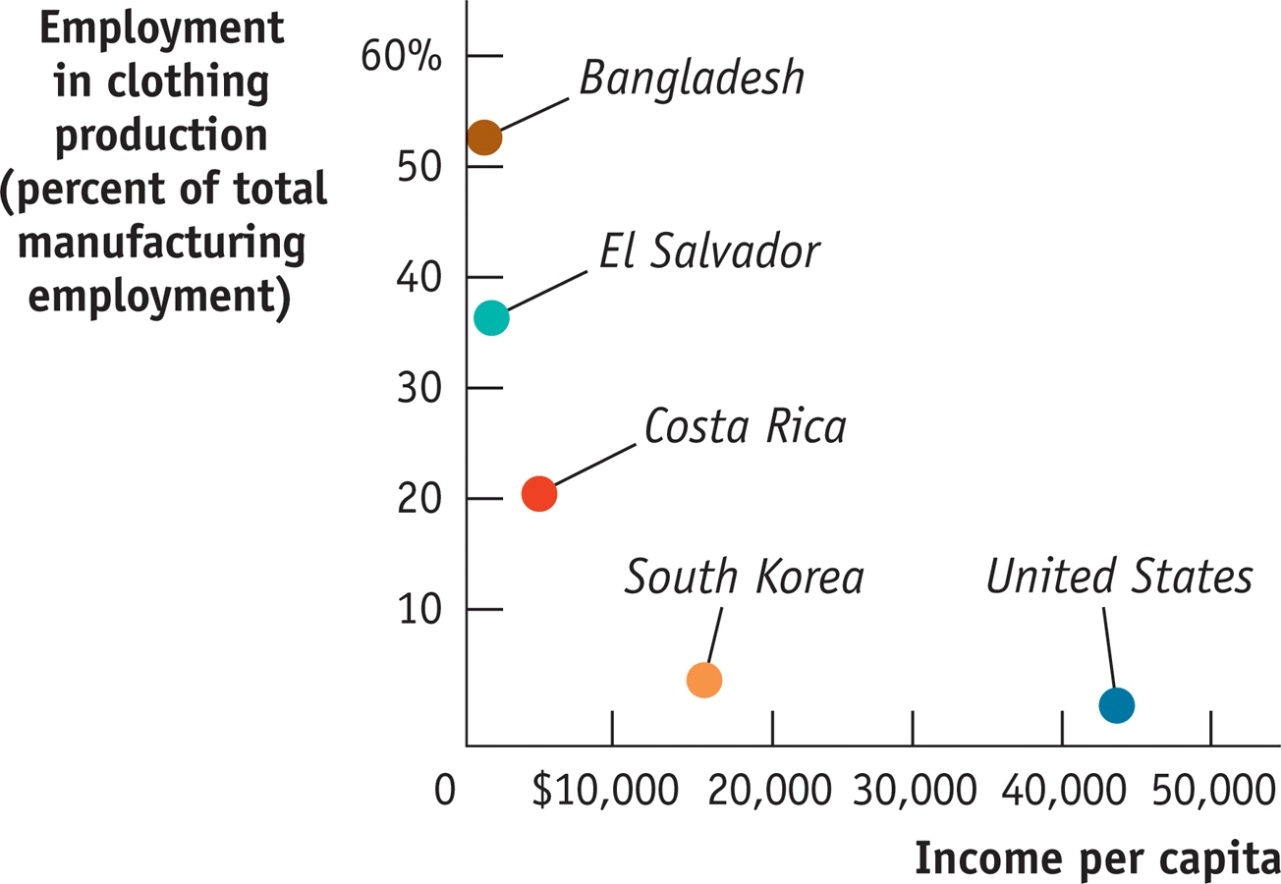 Employment
in clothing
production
(percent of total
manufacturing
employment)
60%
Bangladesh
50
El Salvador
40
30
Costa Rica
20
South Korea
United States
10
0 $10,000 20,000 30,000 40,000 50,000
Income per capita